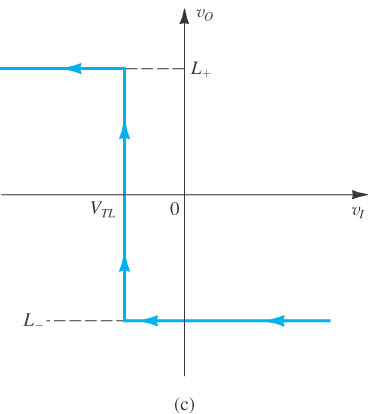 v_O
L_+
V_TL
0
v_I
L_−
(c)